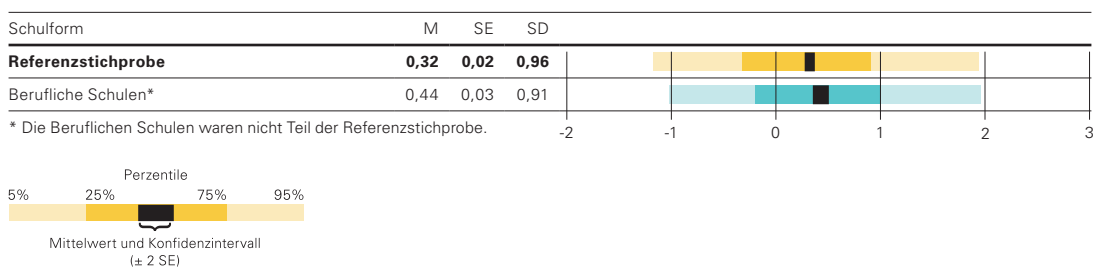 Schulform M SE SD
Referenzstichprobe 0,32 0,02 0,96
Berufliche Schulen* 0,44 0,03 0,91
* Die Beruflichen Schulen waren nicht Teil der Referenzstichprobe.
-2 -1 0 1 2 3
Perzentile
5% 25% 75% 95%
Mittelwert und Konfidenzintervall
(± 2 SE)